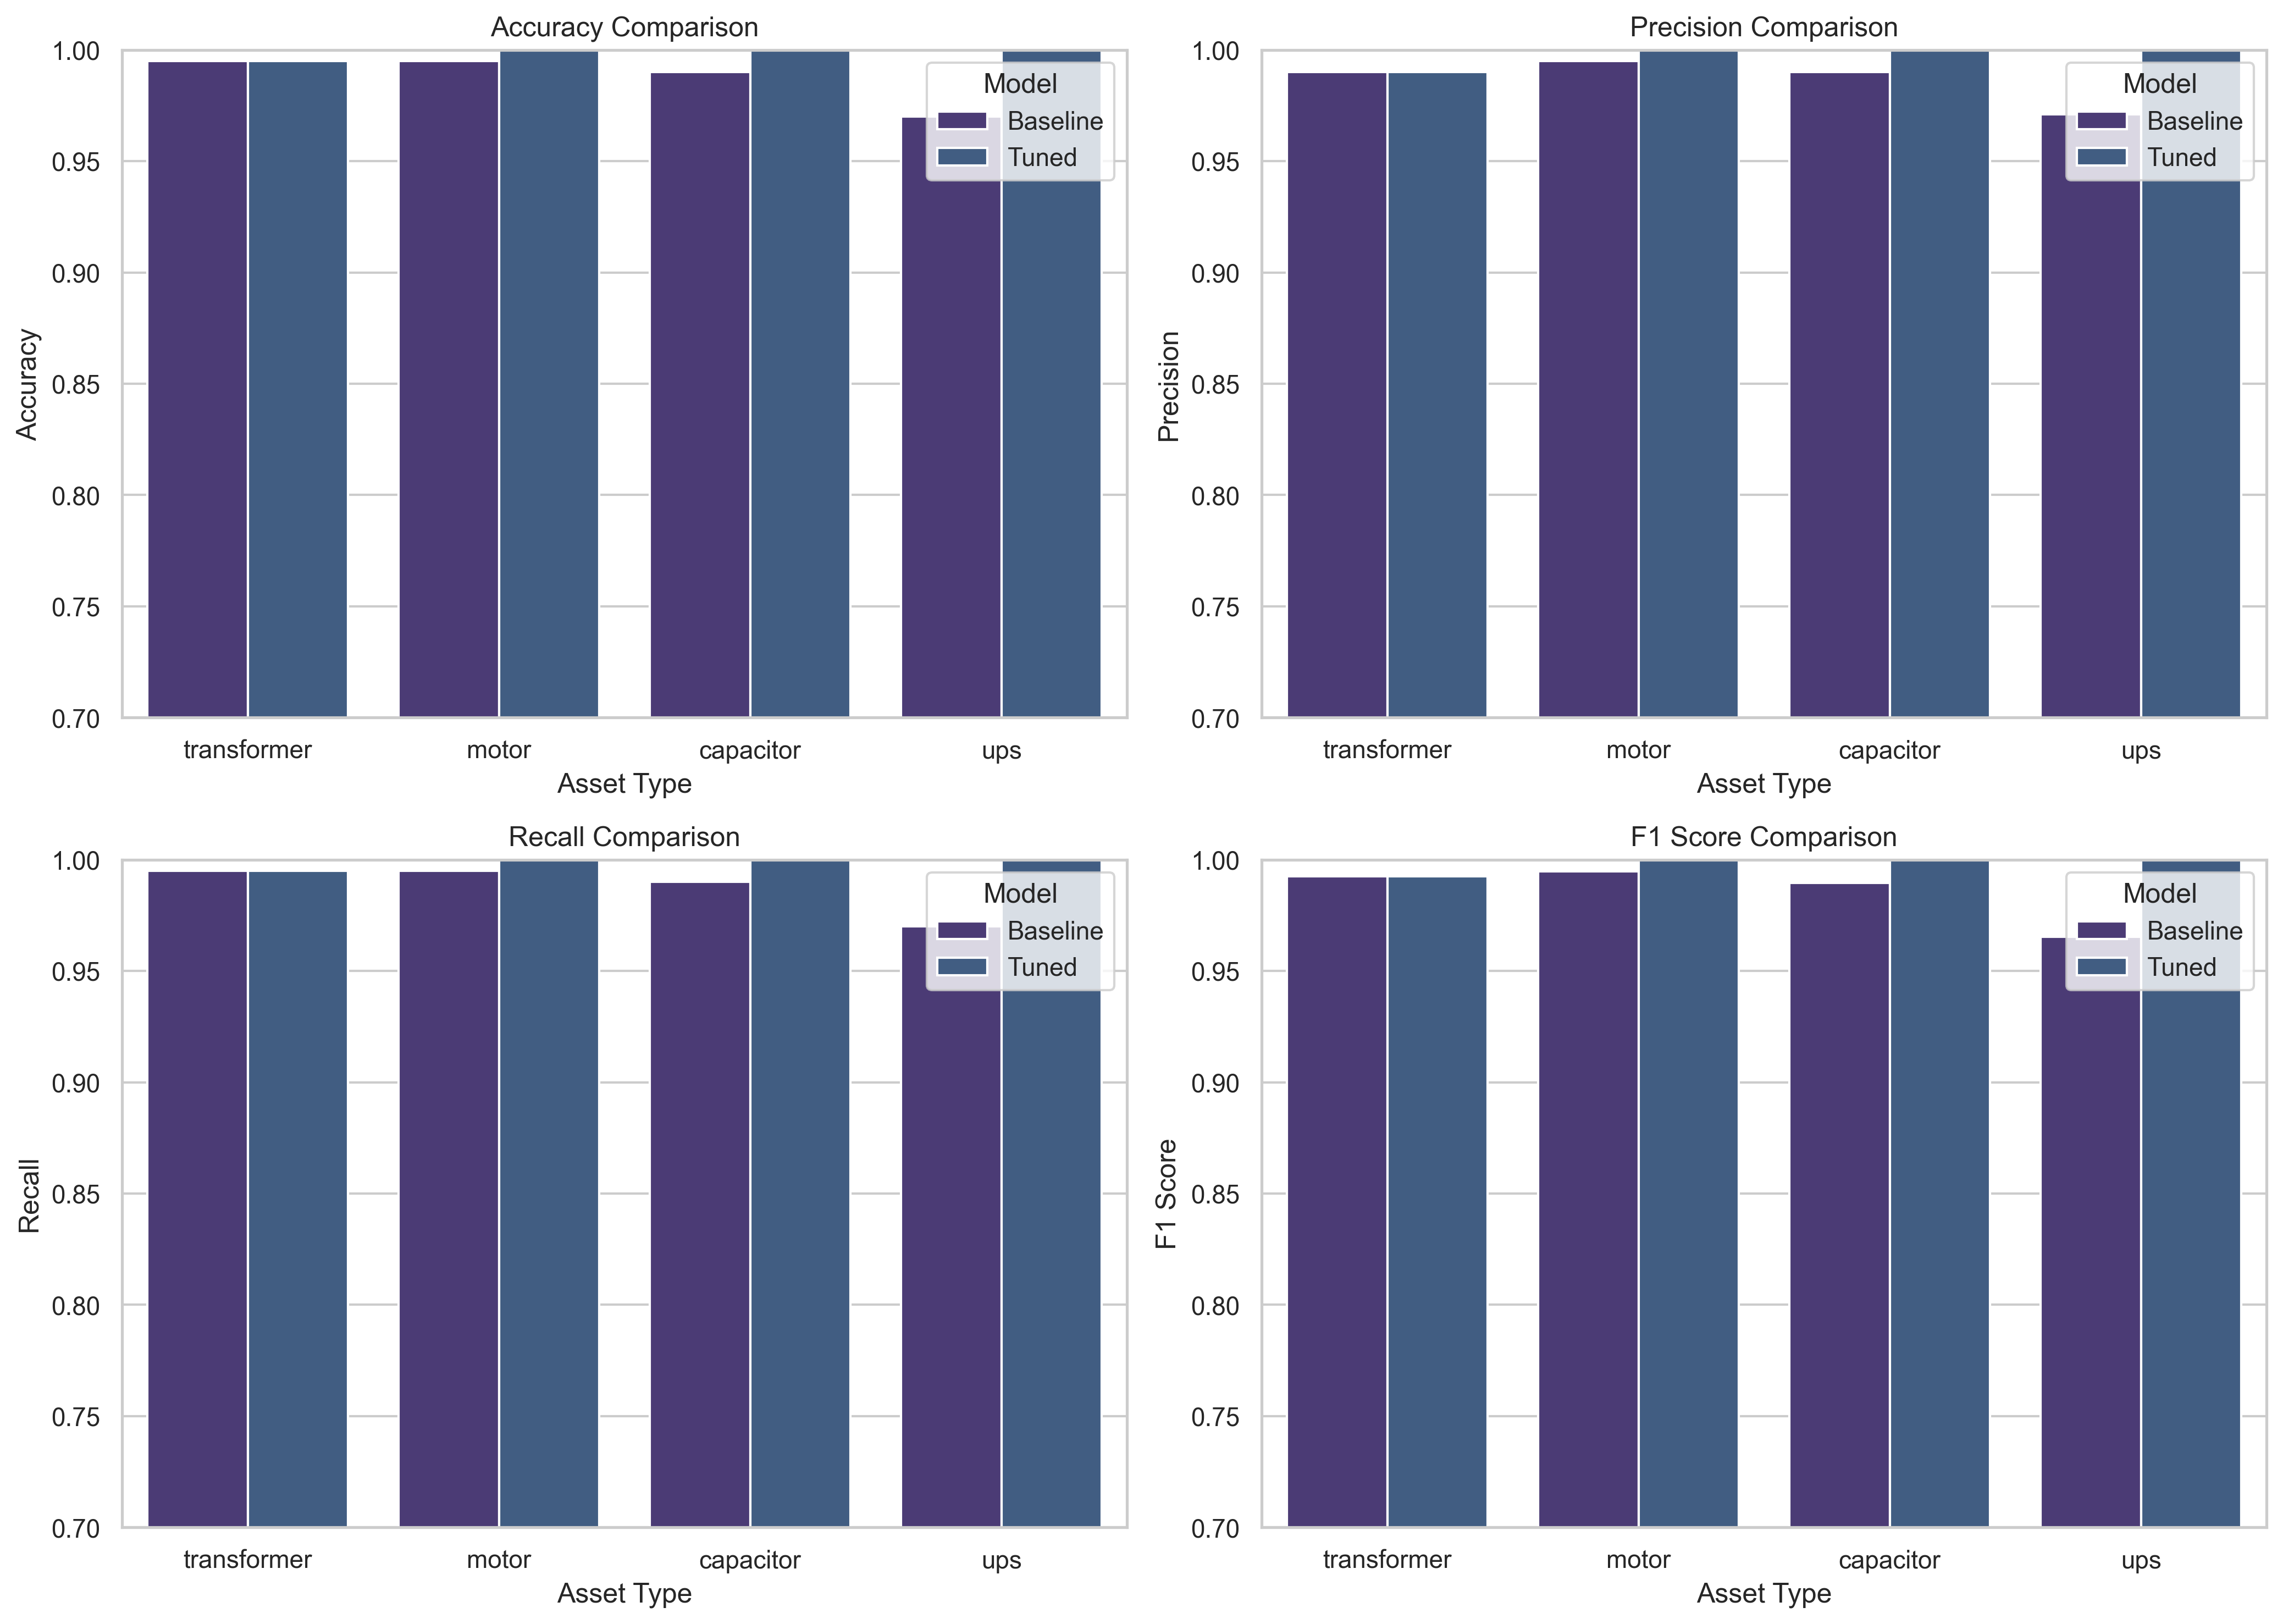 Accuracy Comparison
1.00
0.95
0.90
0.85
0.80
0.75
0.70
Accuracy
Model
Baseline
Tuned
transformer motor capacitor ups
Asset Type
Precision Comparison
1.00
0.95
0.90
0.85
0.80
0.75
0.70
Precision
Model
Baseline
Tuned
transformer motor capacitor ups
Asset Type
Recall Comparison
1.00
0.95
0.90
0.85
0.80
0.75
0.70
Recall
Model
Baseline
Tuned
transformer motor capacitor ups
Asset Type
F1 Score Comparison
1.00
0.95
0.90
0.85
0.80
0.75
0.70
F1 Score
Model
Baseline
Tuned
transformer motor capacitor ups
Asset Type